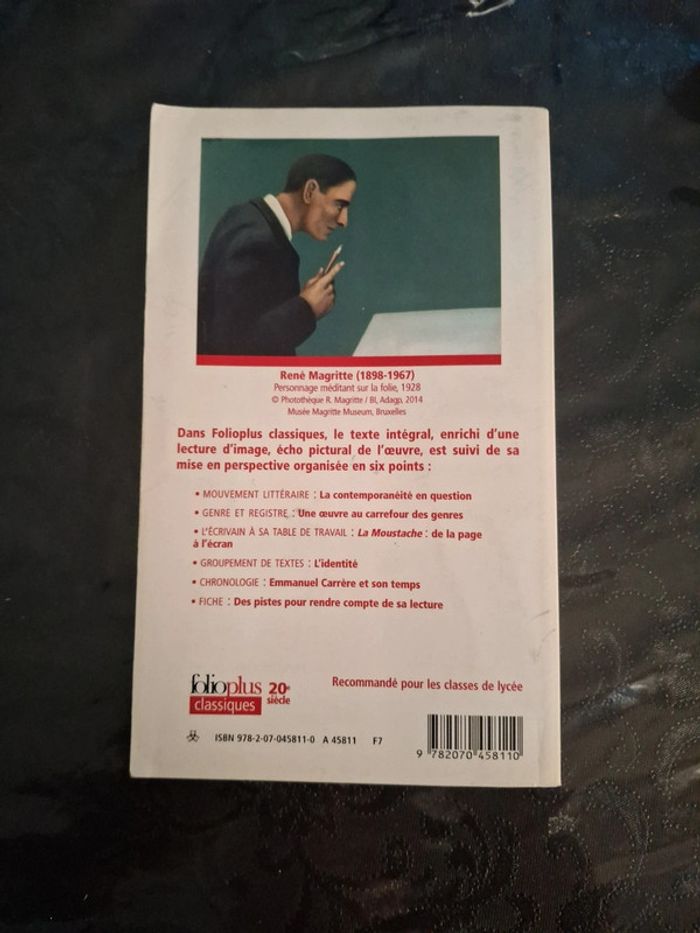 René Magritte (1898-1967)
Personnage méditant sur la folie, 1928
© Photothèque R. Magritte / BI, Adagp, 2014
Musée Magritte Museum, Bruxelles
Dans Folioplus classiques, le texte intégral, enrichi d'une
lecture d'image, écho pictural de l'œuvre, est suivi de sa
mise en perspective organisée en six points :
• MOUVEMENT LITTÉRAIRE : La contemporanéité en question
• GENRE ET REGISTRE : Une œuvre au carrefour des genres
• L'ÉCRIVAIN À SA TABLE DE TRAVAIL : La Moustache : de la page
à l'écran
• GROUPEMENT DE TEXTES : L'identité
• CHRONOLOGIE : Emmanuel Carrère et son temps
• FICHE : Des pistes pour rendre compte de sa lecture
folioplus
classiques
20e
siècle
Recommandé pour les classes de lycée
ISBN 978-2-07-045811-0 A 45811 F7
9 782070 458110